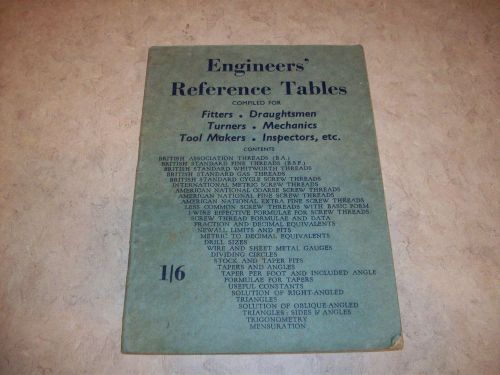 Engineers'
Reference Tables
COMPILED FOR
Fitters . Draughtsmen
Turners . Mechanics
Tool Makers . Inspectors, etc.
CONTENTS
BRITISH ASSOCIATION THREADS (B.A.)
BRITISH STANDARD FINE THREADS (B.S.F.)
BRITISH STANDARD WHITWORTH THREADS
BRITISH STANDARD GAS THREADS
BRITISH STANDARD CYCLE SCREW THREADS
INTERNATIONAL METRIC SCREW THREADS
AMERICAN NATIONAL COARSE SCREW THREADS
AMERICAN NATIONAL FINE SCREW THREADS
AMERICAN NATIONAL EXTRA FINE SCREW THREADS
LESS COMMON SCREW THREADS WITH BASIC FORM
3-WIRE EFFECTIVE FORMULAE FOR SCREW THREADS
SCREW THREAD FORMULAE AND DATA
FRACTION AND DECIMAL EQUIVALENTS
NEWALL LIMITS AND FITS
METRIC TO DECIMAL EQUIVALENTS
DRILL SIZES
WIRE AND SHEET METAL GAUGES
DIVIDING CIRCLES
STOCK AND TAPER FITS
TAPERS AND ANGLES
TAPER PER FOOT AND INCLUDED ANGLE
FORMULAE FOR TAPERS
USEFUL CONSTANTS
SOLUTION OF RIGHT-ANGLED
TRIANGLES
SOLUTION OF OBLIQUE-ANGLED
TRIANGLES : SIDES & ANGLES
TRIGONOMETRY
MENSURATION
1/6